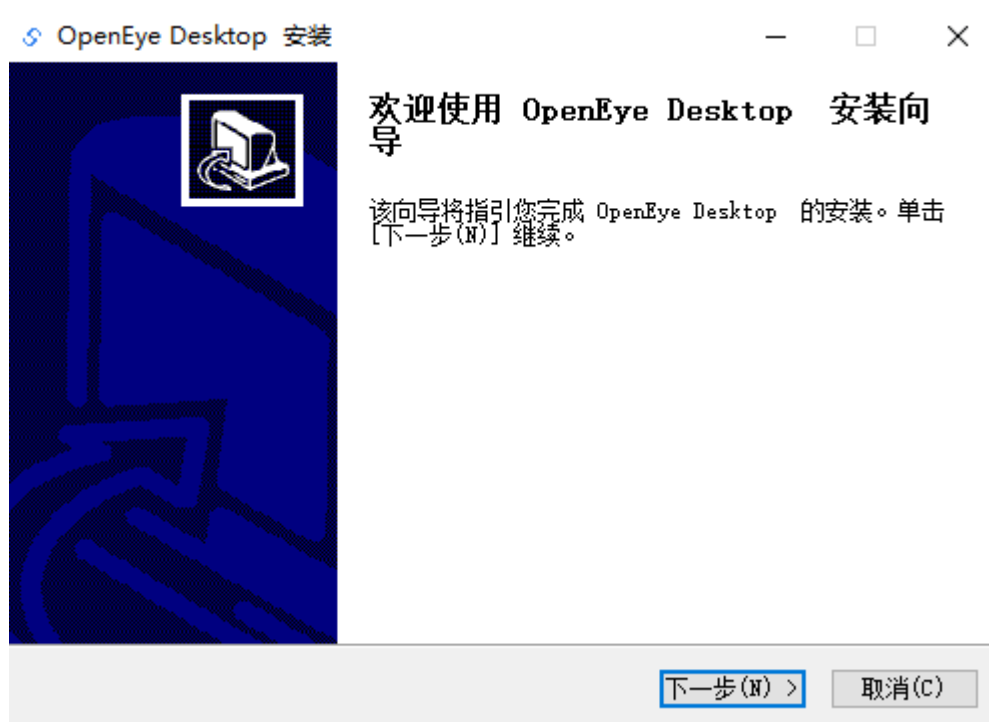 OpenEye Desktop 安装
欢迎使用 OpenEye Desktop 安装向
导
该向导将指引您完成 OpenEye Desktop 的安装。单击
[下一步(N)] 继续。
下一步(N) > 取消(C)